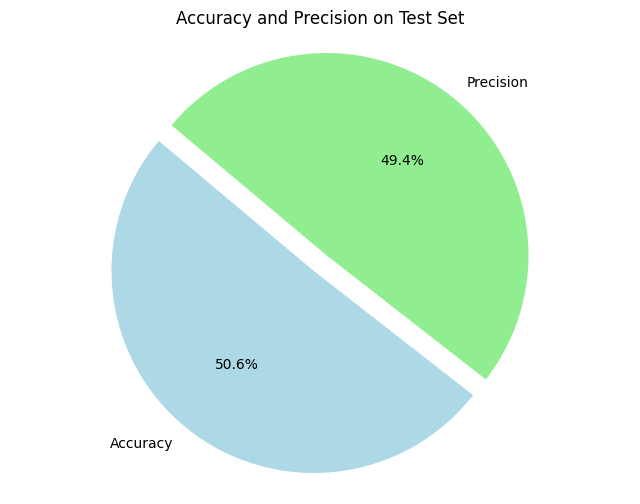 Accuracy and Precision on Test Set
Precision
49.4%
50.6%
Accuracy